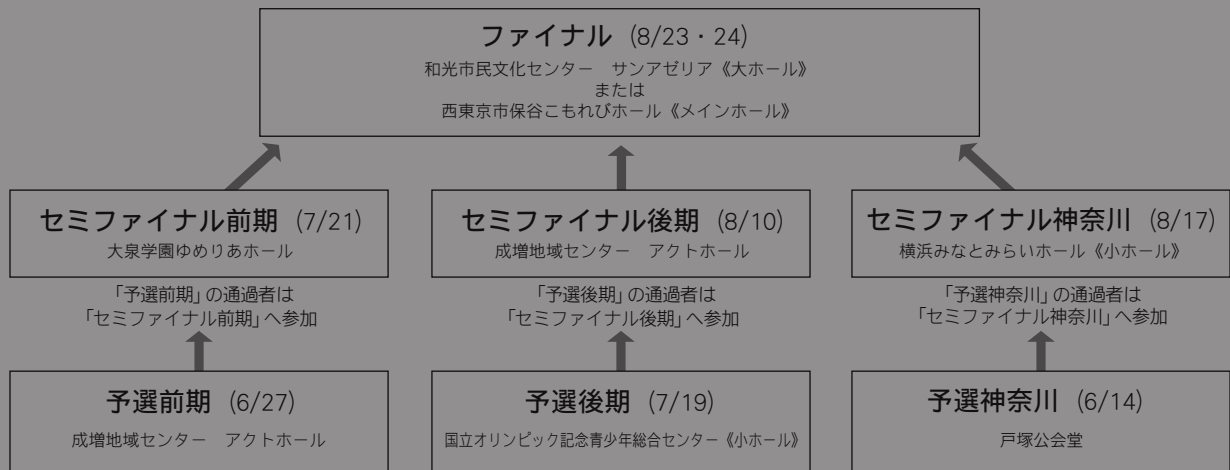 ファイナル (8/23・24)
和光市民文化センター　サンアゼリア《大ホール》
または
西東京市保谷こもれびホール《メインホール》
セミファイナル前期 (7/21)
大泉学園ゆめりあホール
「予選前期」の通過者は
「セミファイナル前期」へ参加
予選前期 (6/27)
成増地域センター　アクトホール
セミファイナル後期 (8/10)
成増地域センター　アクトホール
「予選後期」の通過者は
「セミファイナル後期」へ参加
予選後期 (7/19)
国立オリンピック記念青少年総合センター《小ホール》
セミファイナル神奈川 (8/17)
横浜みなとみらいホール《小ホール》
「予選神奈川」の通過者は
「セミファイナル神奈川」へ参加
予選神奈川 (6/14)
戸塚公会堂